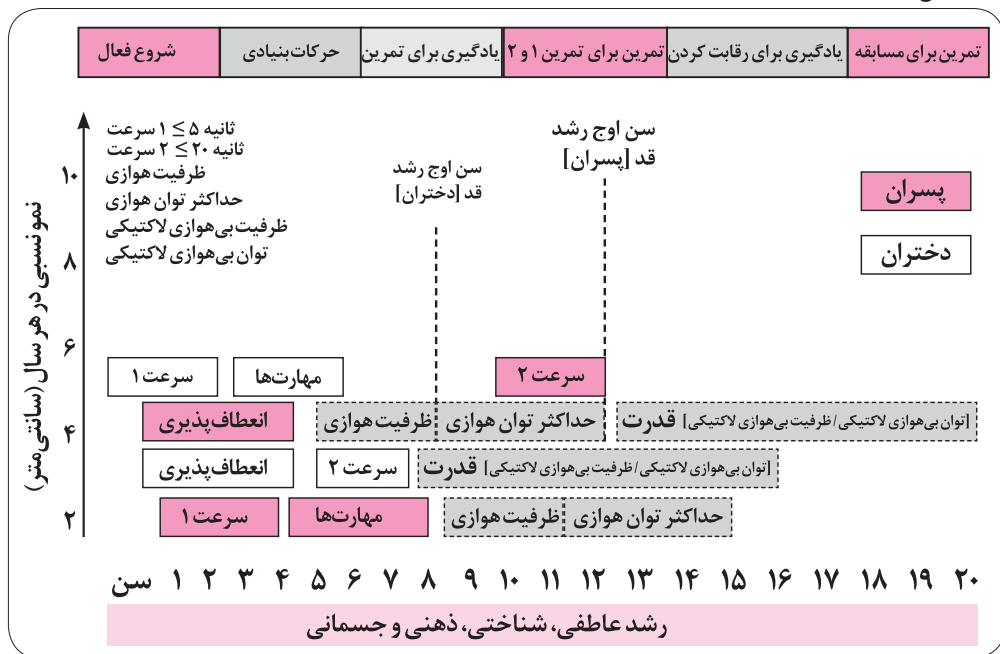 شروع فعال
حرکات بنیادی
یادگیری برای تمرین
تمرین برای تمرین ۱ و ۲
یادگیری برای رقابت کردن
تمرین برای مسابقه
ثانیه ۵ ≥ ۱ سرعت
ثانیه ۲۰ ≥ ۲ سرعت
ظرفیت هوازی
حداکثر توان هوازی
ظرفیت بی‌هوازی لاکتیکی
توان بی‌هوازی لاکتیکی
سن اوج رشد
قد [دختران]
سن اوج رشد
قد [پسران]
پسران
دختران
نمو نسبی در هر سال (سانتی‌متر)
۱۰
۸
۶
۴
۲
سرعت ۱
مهارت‌ها
سرعت ۲
انعطاف‌پذیری
ظرفیت هوازی
حداکثر توان هوازی
قدرت [توان بی‌هوازی لاکتیکی/ظرفیت بی‌هوازی لاکتیکی]
انعطاف‌پذیری
سرعت ۲
قدرت [توان بی‌هوازی لاکتیکی/ظرفیت بی‌هوازی لاکتیکی]
سرعت ۱
مهارت‌ها
ظرفیت هوازی
حداکثر توان هوازی
سن ۱ ۲ ۳ ۴ ۵ ۶ ۷ ۸ ۹ ۱۰ ۱۱ ۱۲ ۱۳ ۱۴ ۱۵ ۱۶ ۱۷ ۱۸ ۱۹ ۲۰
رشد عاطفی، شناختی، ذهنی و جسمانی